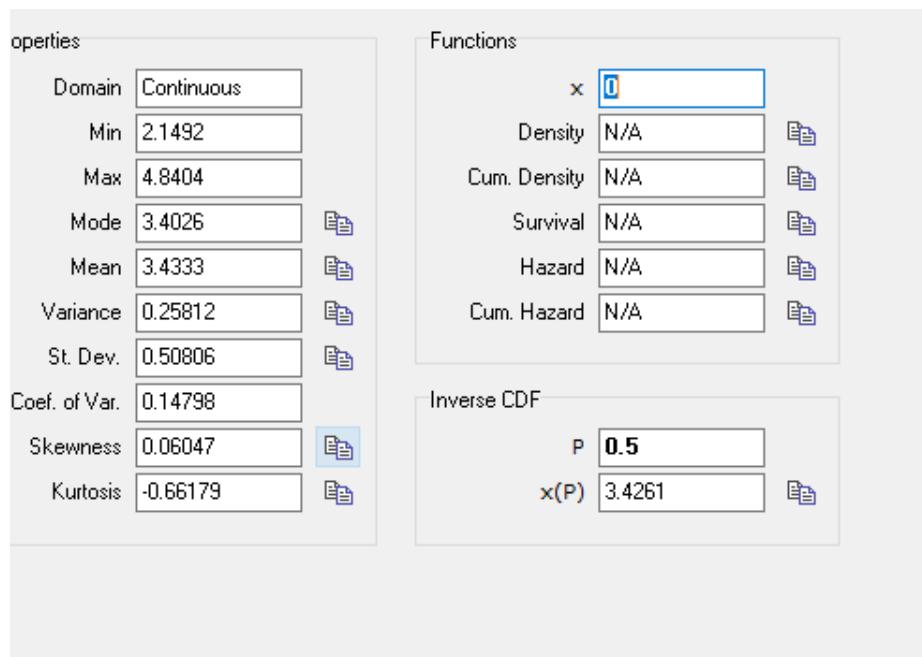 operties
Domain Continuous
Min 2.1492
Max 4.8404
Mode 3.4026
Mean 3.4333
Variance 0.25812
St. Dev. 0.50806
Coef. of Var. 0.14798
Skewness 0.06047
Kurtosis -0.66179
Functions
x 0
Density N/A
Cum. Density N/A
Survival N/A
Hazard N/A
Cum. Hazard N/A
Inverse CDF
P 0.5
x(P) 3.4261